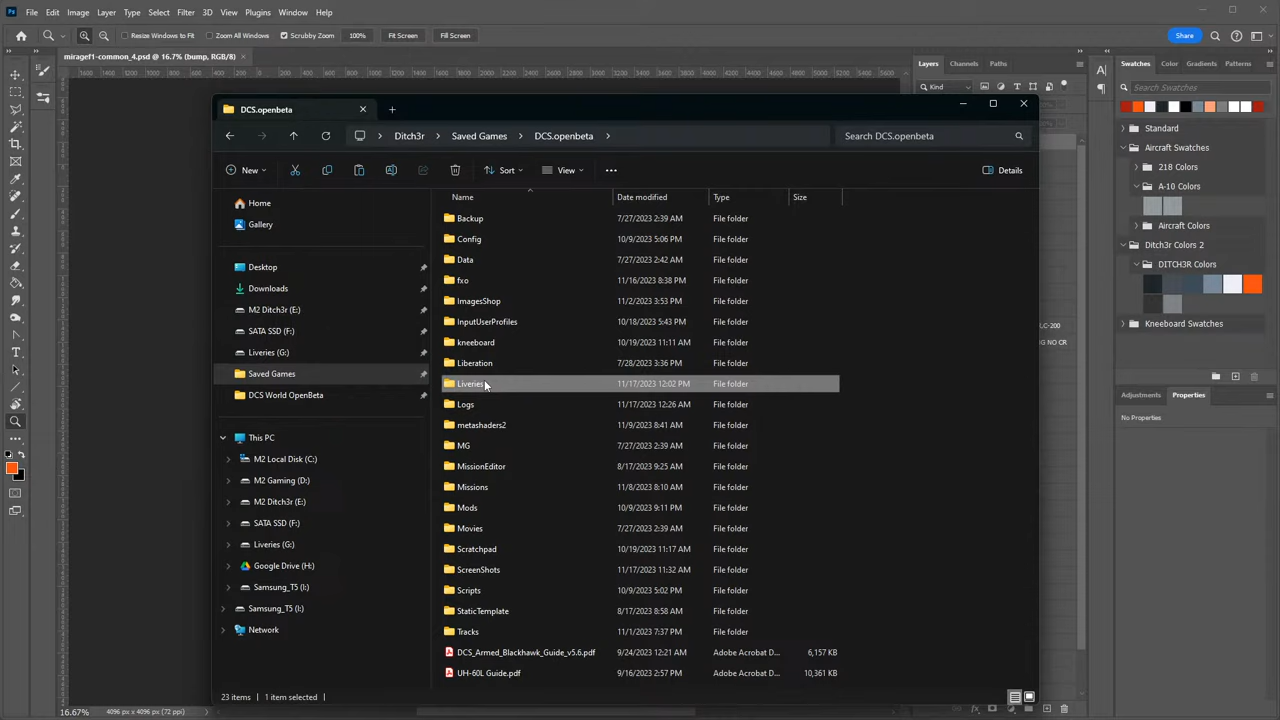 File Edit Image Layer Type Select Filter 3D View Plugins Window Help
Resize Windows to Fit Zoom All Windows Scrubby Zoom 100% Fit Screen Fill Screen Share
miragef1-common_4.psd @ 16.7% (bump, RGB/8)
Layers Channels Paths
Kind
Swatches Color Gradients Patterns
Search Swatches
Standard
Aircraft Swatches
218 Colors
A-10 Colors
Aircraft Colors
Ditch3r Colors 2
DITCH3R Colors
Kneeboard Swatches
LC-200
NO CR
Adjustments Properties
No Properties
DCS.openbeta
Ditch3r Saved Games DCS.openbeta
Search DCS.openbeta
New Sort View Details
Home
Gallery
Desktop
Downloads
M2 Ditch3r (E:)
SATA SSD (F:)
Liveries (G:)
Saved Games
DCS World OpenBeta
This PC
M2 Local Disk (C:)
M2 Gaming (D:)
M2 Ditch3r (E:)
SATA SSD (F:)
Liveries (G:)
Google Drive (H:)
Samsung_T5 (I:)
Samsung_T5 (I:)
Network
Name Date modified Type Size
Backup 7/27/2023 2:39 AM File folder
Config 10/9/2023 5:06 PM File folder
Data 7/27/2023 2:42 AM File folder
fxo 11/16/2023 8:38 PM File folder
ImagesShop 11/2/2023 3:53 PM File folder
InputUserProfiles 10/18/2023 5:43 PM File folder
kneeboard 10/19/2023 11:11 AM File folder
Liberation 7/28/2023 3:36 PM File folder
Liveries 11/17/2023 12:02 PM File folder
Logs 11/17/2023 12:26 AM File folder
metashaders2 11/9/2023 8:41 AM File folder
MG 7/27/2023 2:39 AM File folder
MissionEditor 8/17/2023 9:25 AM File folder
Missions 11/8/2023 8:10 AM File folder
Mods 10/9/2023 9:11 PM File folder
Movies 7/27/2023 2:39 AM File folder
Scratchpad 10/19/2023 11:17 AM File folder
ScreenShots 11/17/2023 11:32 AM File folder
Scripts 10/9/2023 5:02 PM File folder
StaticTemplate 8/17/2023 8:58 AM File folder
Tracks 11/1/2023 7:37 PM File folder
DCS_Armed_Blackhawk_Guide_v5.6.pdf 9/24/2023 12:21 AM Adobe Acrobat D... 6,157 KB
UH-60L Guide.pdf 9/16/2023 2:57 PM Adobe Acrobat D... 10,361 KB
23 items 1 item selected
16.67% 4096 px x 4096 px (72 ppi)